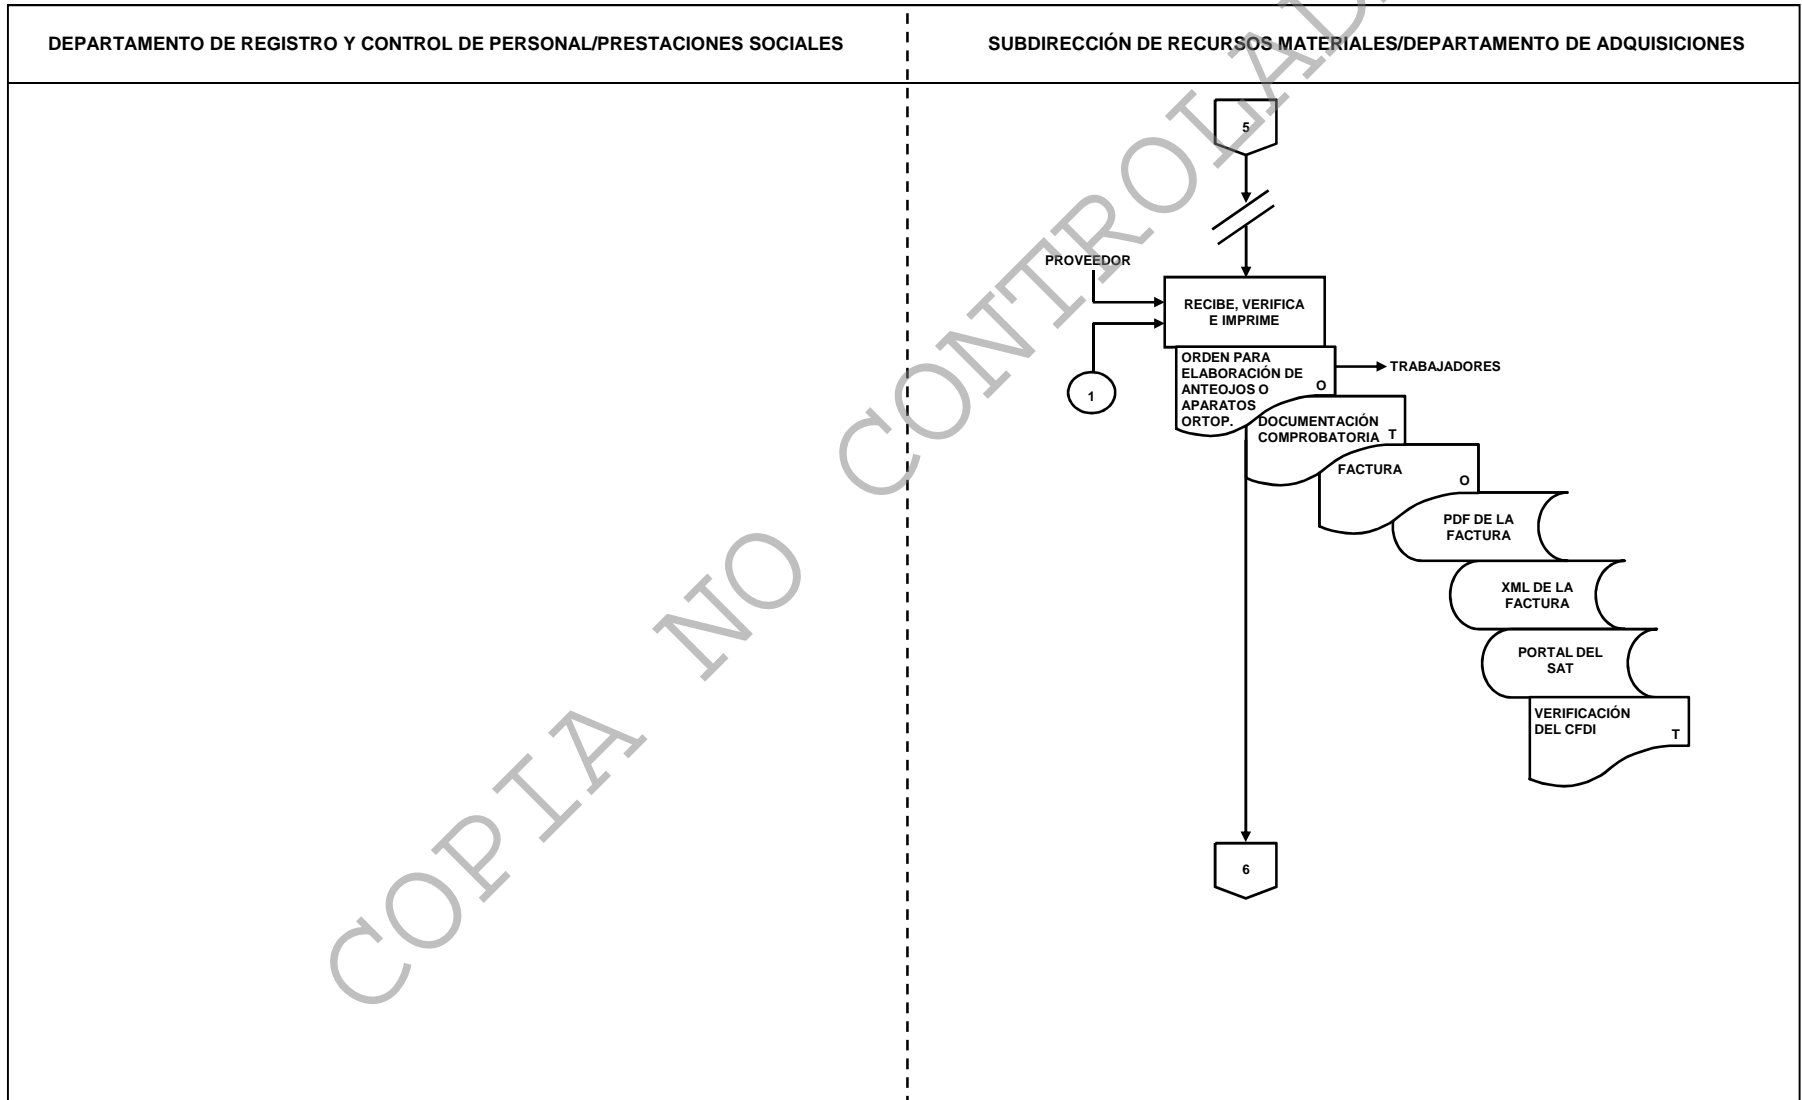 DEPARTAMENTO DE REGISTRO Y CONTROL DE PERSONAL/PRESTACIONES SOCIALES
SUBDIRECCIÓN DE RECURSOS MATERIALES/DEPARTAMENTO DE ADQUISICIONES
5
PROVEEDOR
RECIBE, VERIFICA
E IMPRIME
1
ORDEN PARA
ELABORACIÓN DE
ANTEOJOS O
APARATOS
ORTOP.
O
TRABAJADORES
DOCUMENTACIÓN
COMPROBATORIA
T
FACTURA
O
PDF DE LA
FACTURA
XML DE LA
FACTURA
PORTAL DEL
SAT
VERIFICACIÓN
DEL CFDI
T
6
COPIA NO CONTROLAD